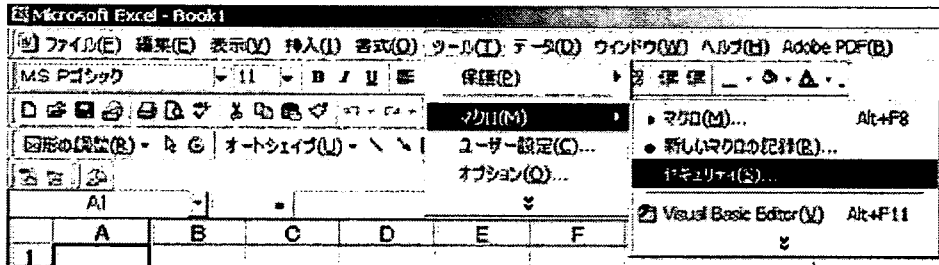 Microsoft Excel - Book1
ファイル(F) 編集(E) 表示(V) 挿入(I) 書式(O) ツール(T) データ(D) ウィンドウ(W) ヘルプ(H) Adobe PDF(B)
MS Pゴシック 11 B I U 保護(P)
マクロ(M) マクロ(M)... Alt+F8
図形の調整(R) オートシェイプ(U) ユーザー設定(C)... 新しいマクロの記録(R)...
オプション(O)... セキュリティ(S)...
A1 = Visual Basic Editor(V) Alt+F11
A B C D E F
1